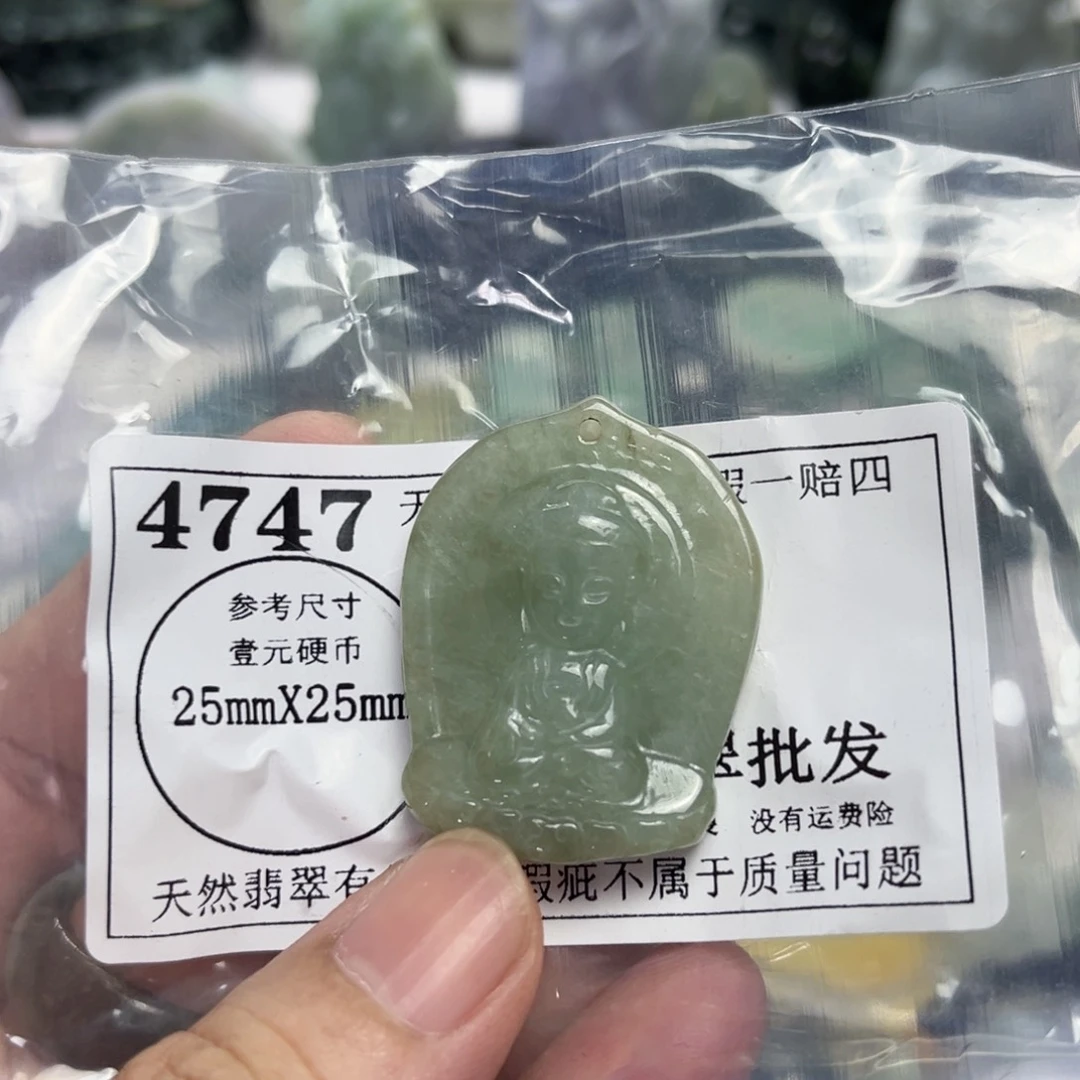 4747 天
假一赔四
参考尺寸
壹元硬币
25mmX25mm
翠批发
没有运费险
天然翡翠有
瑕疵不属于质量问题